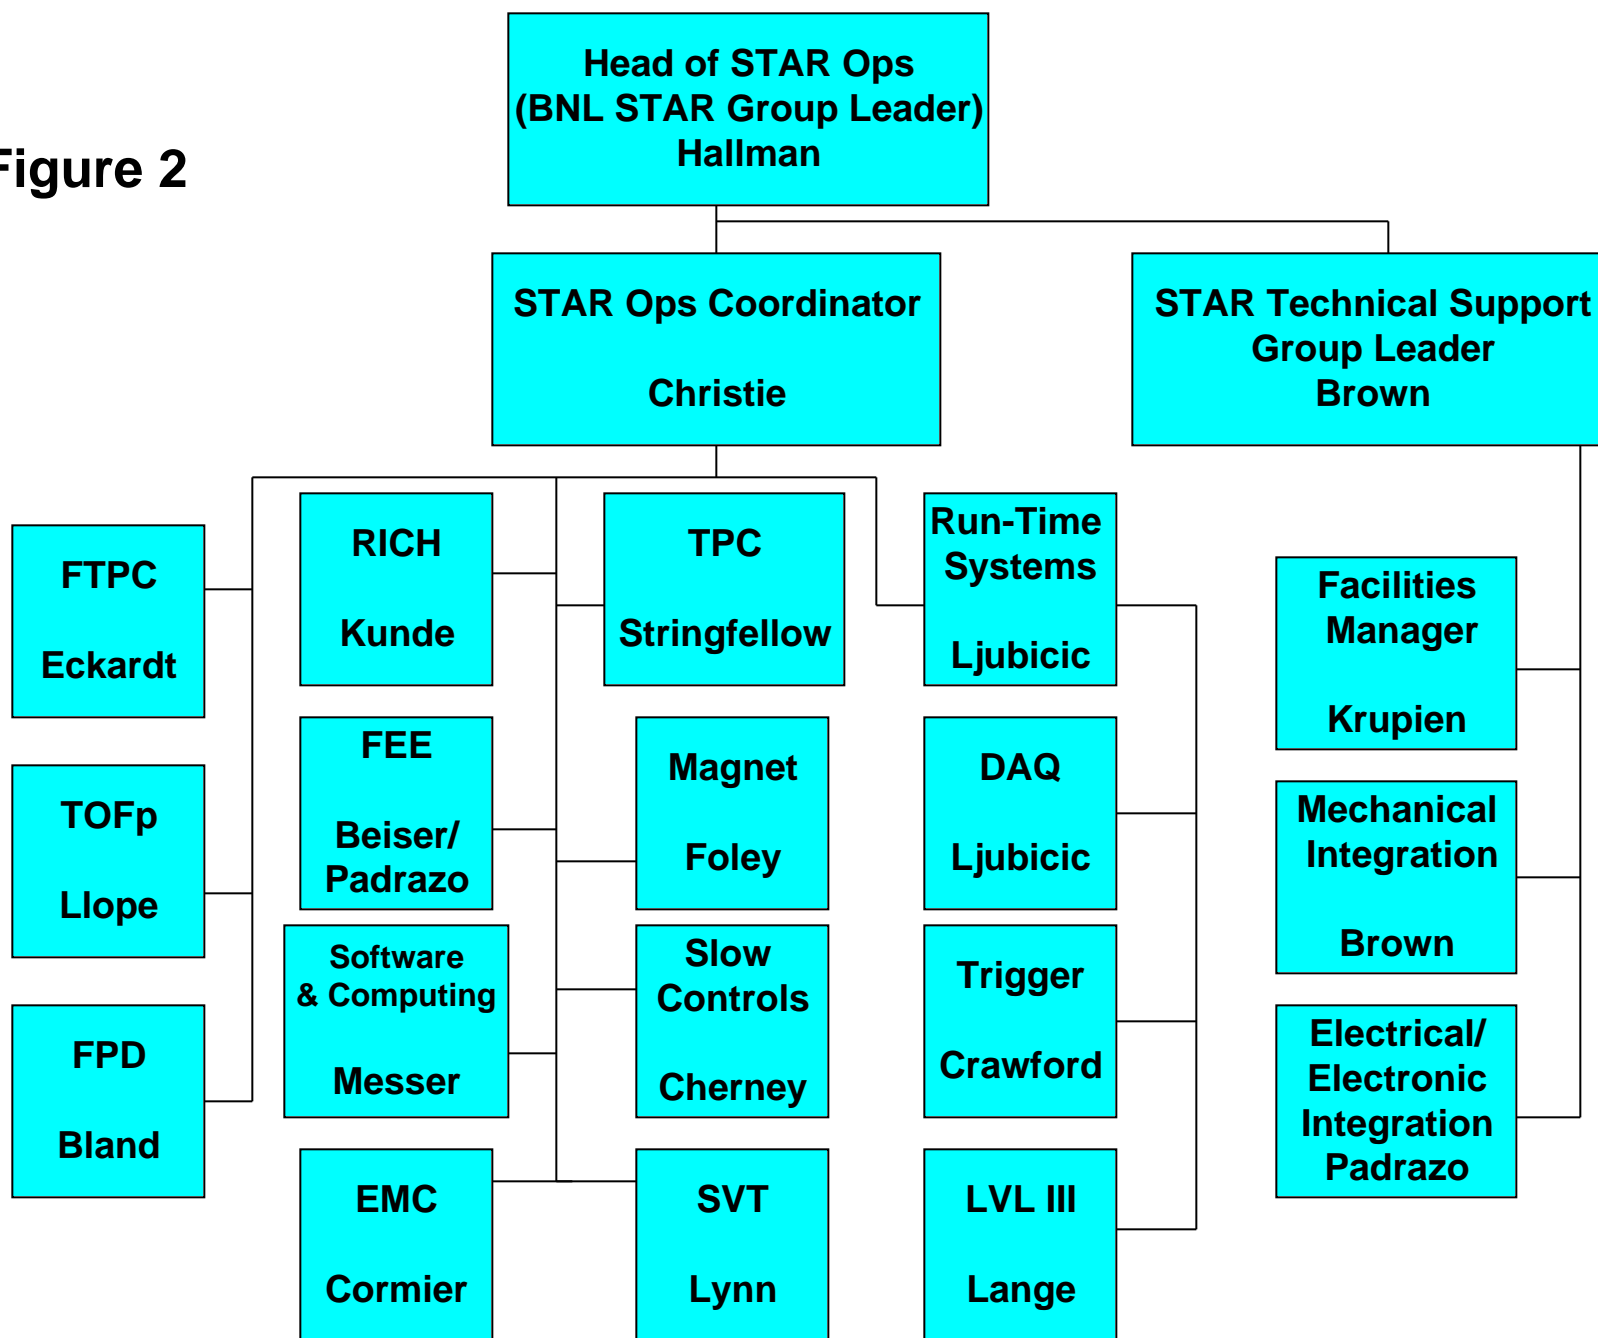 Figure 2
Head of STAR Ops
(BNL STAR Group Leader)
Hallman
STAR Ops Coordinator
Christie
STAR Technical Support
Group Leader
Brown
FTPC
Eckardt
TOFp
Llope
FPD
Bland
RICH
Kunde
FEE
Beiser/
Padrazo
Software
& Computing
Messer
EMC
Cormier
TPC
Stringfellow
Magnet
Foley
Slow
Controls
Cherney
SVT
Lynn
Run-Time
Systems
Ljubicic
DAQ
Ljubicic
Trigger
Crawford
LVL III
Lange
Facilities
Manager
Krupien
Mechanical
Integration
Brown
Electrical/
Electronic
Integration
Padrazo